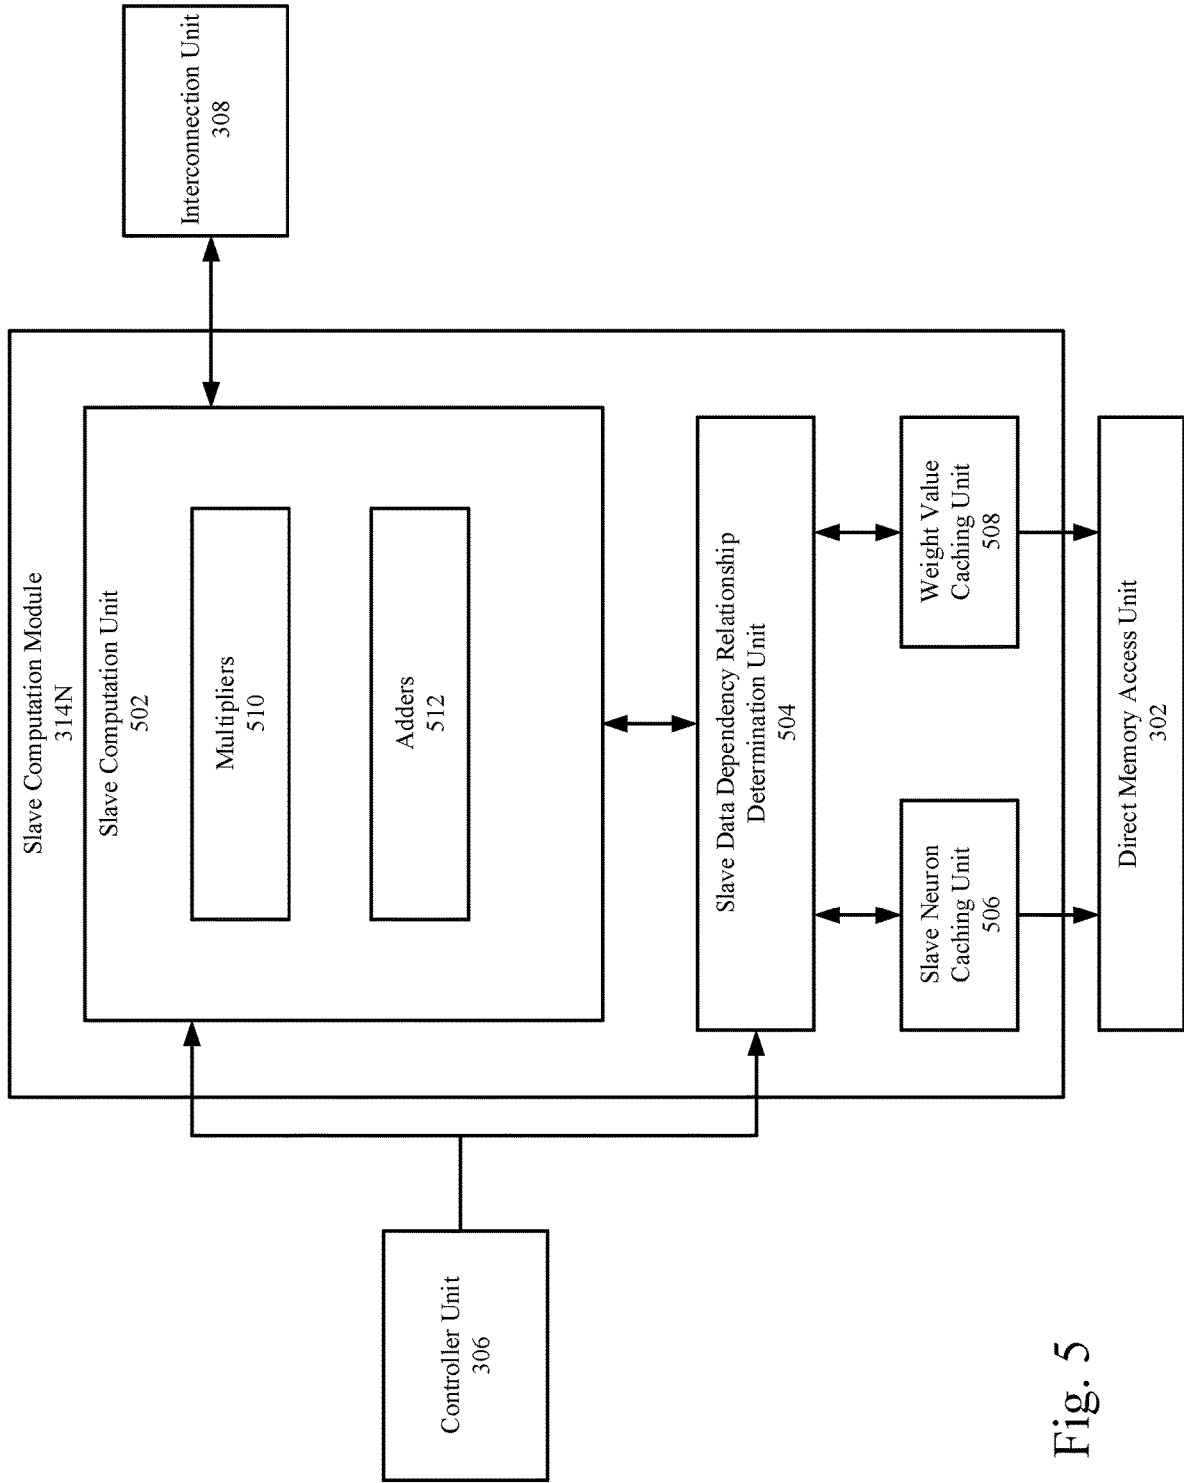 Slave Computation Module
314N
Slave Computation Unit
502
Multipliers
510
Adders
512
Controller Unit
306
Interconnection Unit
308
Slave Data Dependency Relationship
Determination Unit
504
Slave Neuron
Caching Unit
506
Weight Value
Caching Unit
508
Direct Memory Access Unit
302
Fig. 5